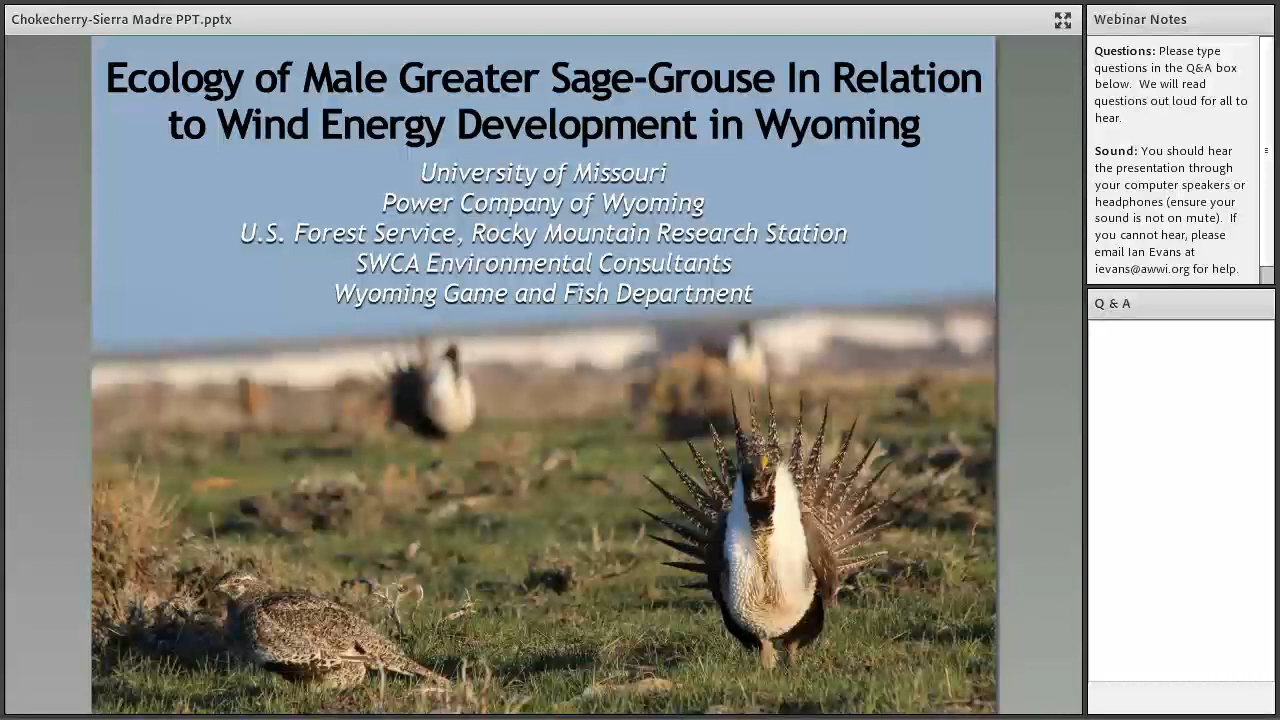 Chokecherry-Sierra Madre PPT.pptx
Ecology of Male Greater Sage-Grouse In Relation
to Wind Energy Development in Wyoming
University of Missouri
Power Company of Wyoming
U.S. Forest Service, Rocky Mountain Research Station
SWCA Environmental Consultants
Wyoming Game and Fish Department
Webinar Notes
Questions: Please type
questions in the Q&A box
below.  We will read
questions out loud for all to
hear.
Sound: You should hear
the presentation through
your computer speakers or
headphones (ensure your
sound is not on mute).  If
you cannot hear, please
email Ian Evans at
ievans@awwi.org for help.
Q & A